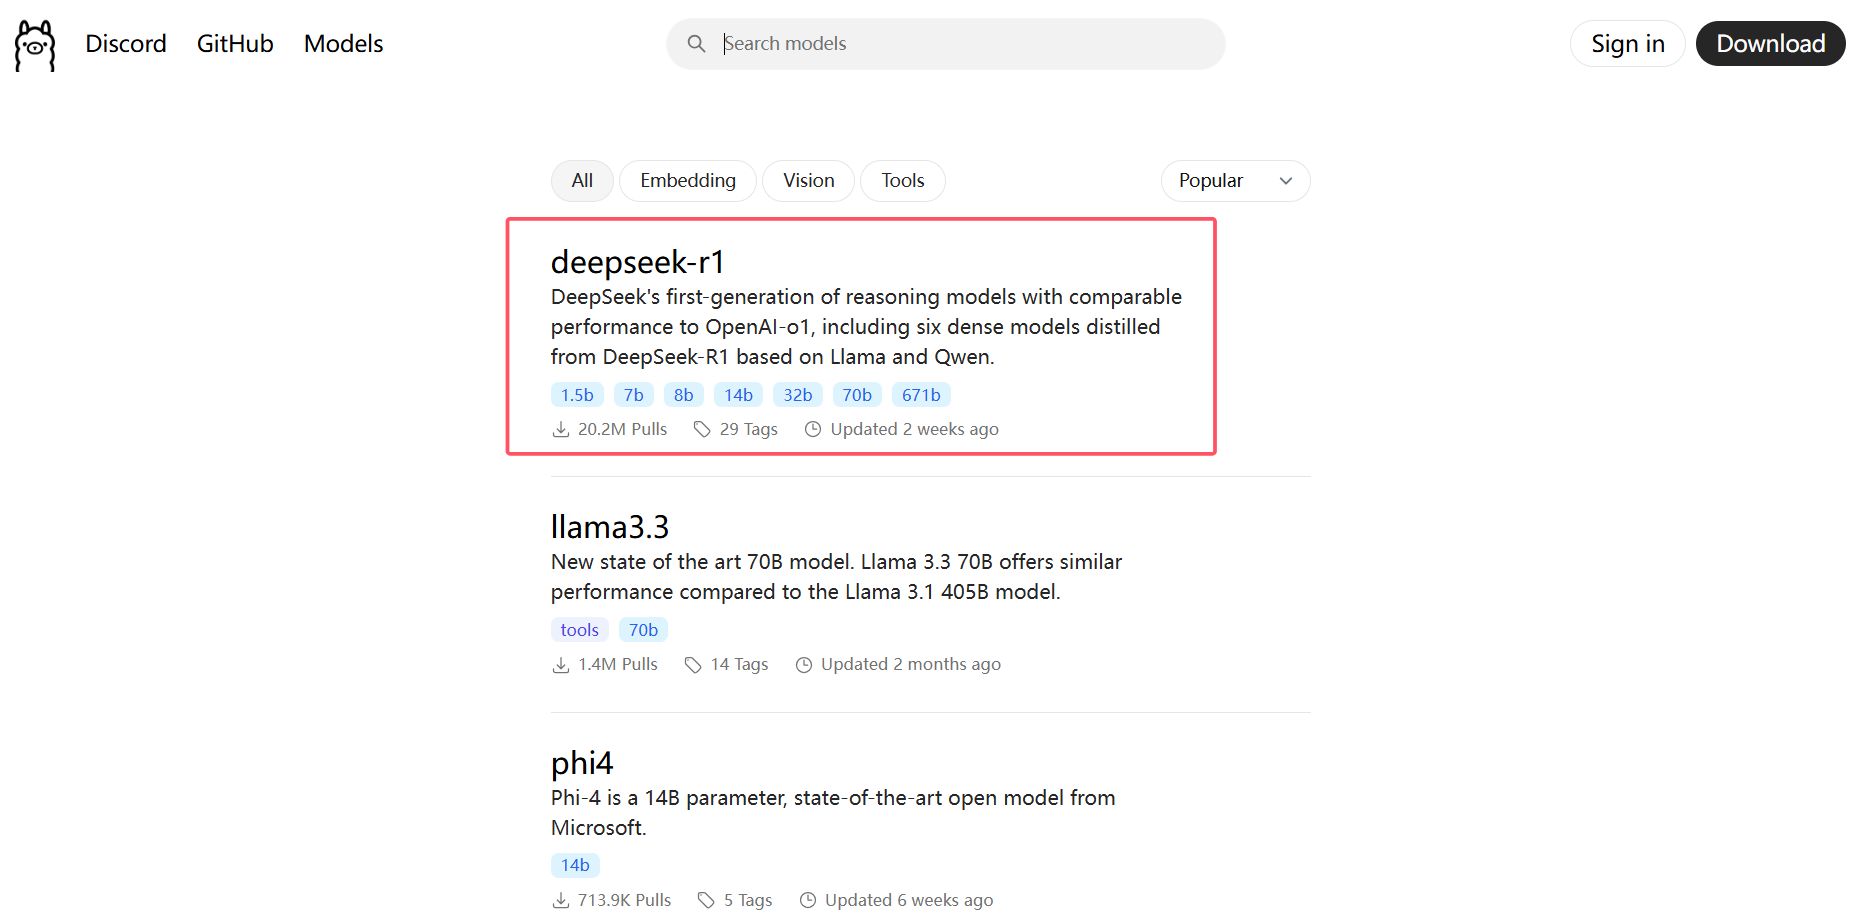 Discord GitHub Models Search models Sign in Download
All Embedding Vision Tools Popular
deepseek-r1
DeepSeek's first-generation of reasoning models with comparable
performance to OpenAI-o1, including six dense models distilled
from DeepSeek-R1 based on Llama and Qwen.
1.5b 7b 8b 14b 32b 70b 671b
20.2M Pulls 29 Tags Updated 2 weeks ago
llama3.3
New state of the art 70B model. Llama 3.3 70B offers similar
performance compared to the Llama 3.1 405B model.
tools 70b
1.4M Pulls 14 Tags Updated 2 months ago
phi4
Phi-4 is a 14B parameter, state-of-the-art open model from
Microsoft.
14b
713.9K Pulls 5 Tags Updated 6 weeks ago